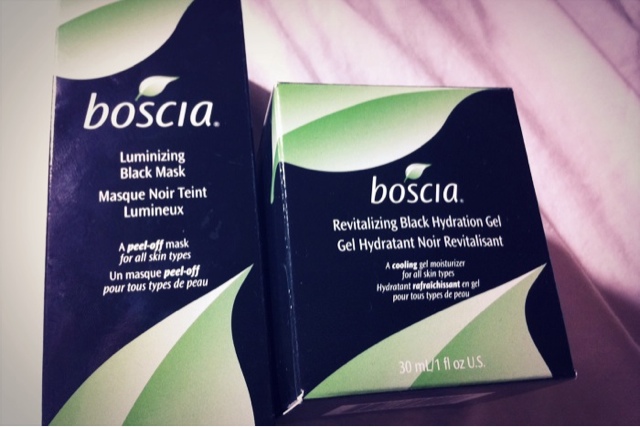 boscia.
Luminizing
Black Mask
Masque Noir Teint
Lumineux
A peel-off mask
for all skin types
Un masque peel-off
pour tous types de peau
boscia.
Revitalizing Black Hydration Gel
Gel Hydratant Noir Revitalisant
A cooling gel moisturizer
for all skin types
Hydratant rafraîchissant en gel
pour tous types de peau
30 mL/1 fl oz U.S.